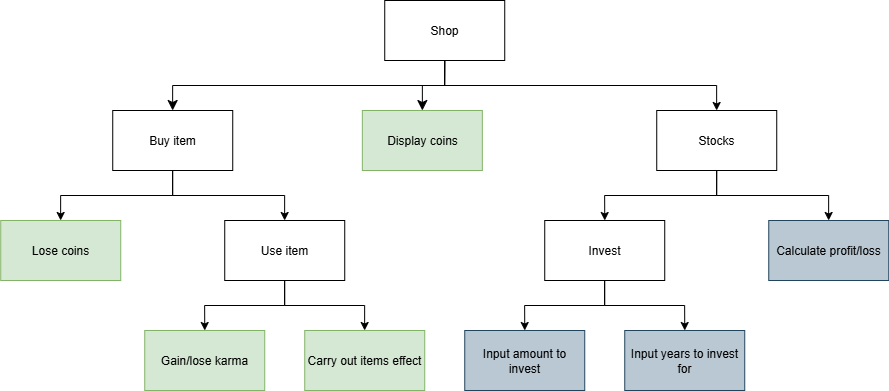 Shop
Buy item
Display coins
Stocks
Lose coins
Use item
Invest
Calculate profit/loss
Gain/lose karma
Carry out items effect
Input amount to
invest
Input years to invest
for